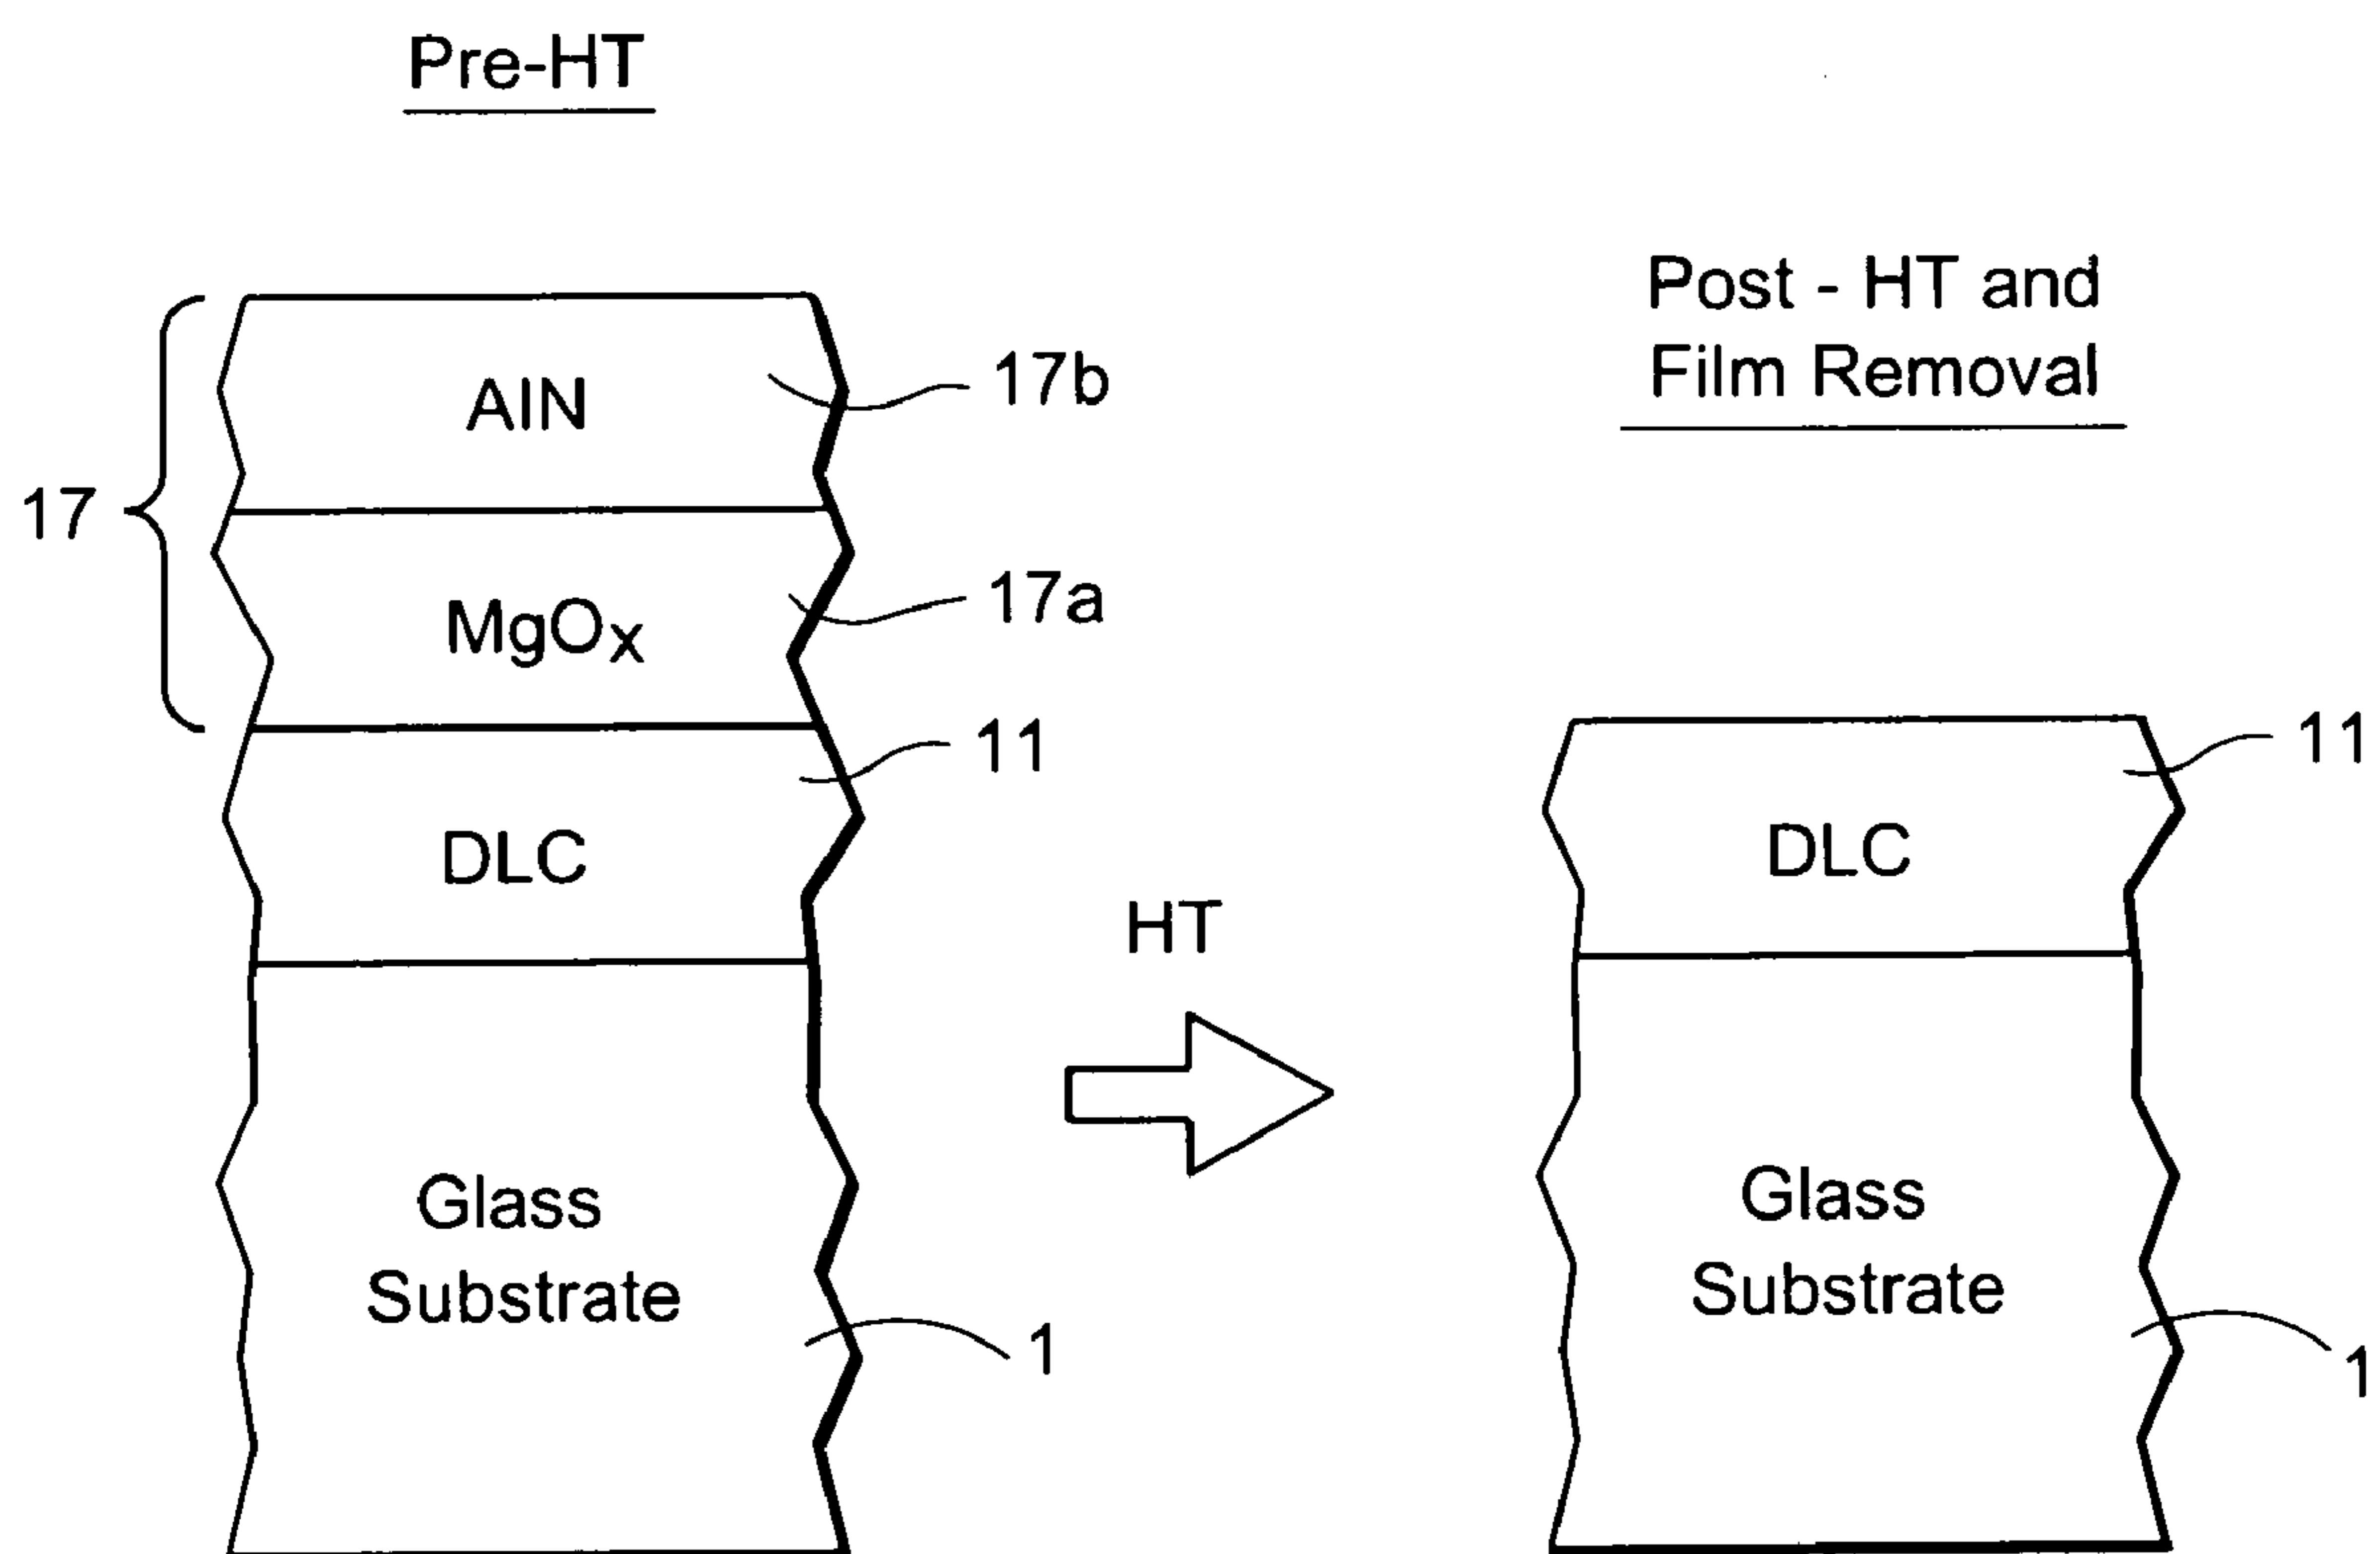 Pre-HT
Post - HT and
Film Removal
17
AlN
17b
MgOx
17a
11
DLC
HT
Glass
Substrate
1
11
DLC
Glass
Substrate
1